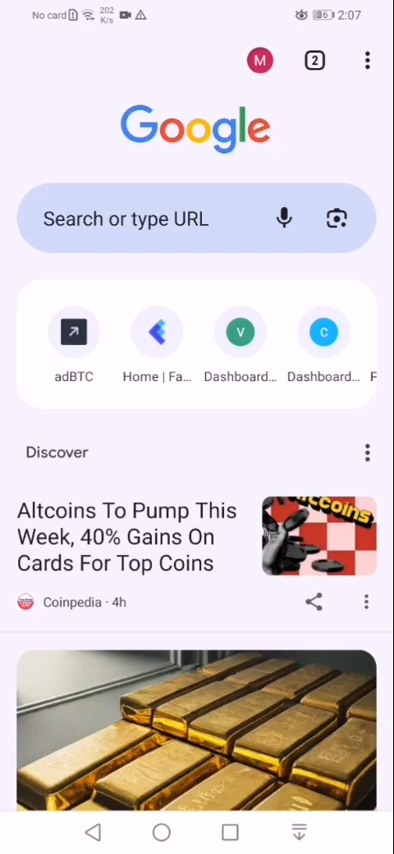 No card 202 K/s 36 2:07
M 2
Google
Search or type URL
V C
adBTC Home | Fa... Dashboard... Dashboard... P
Discover
Altcoins To Pump This
Week, 40% Gains On
Cards For Top Coins
Coinpedia · 4h